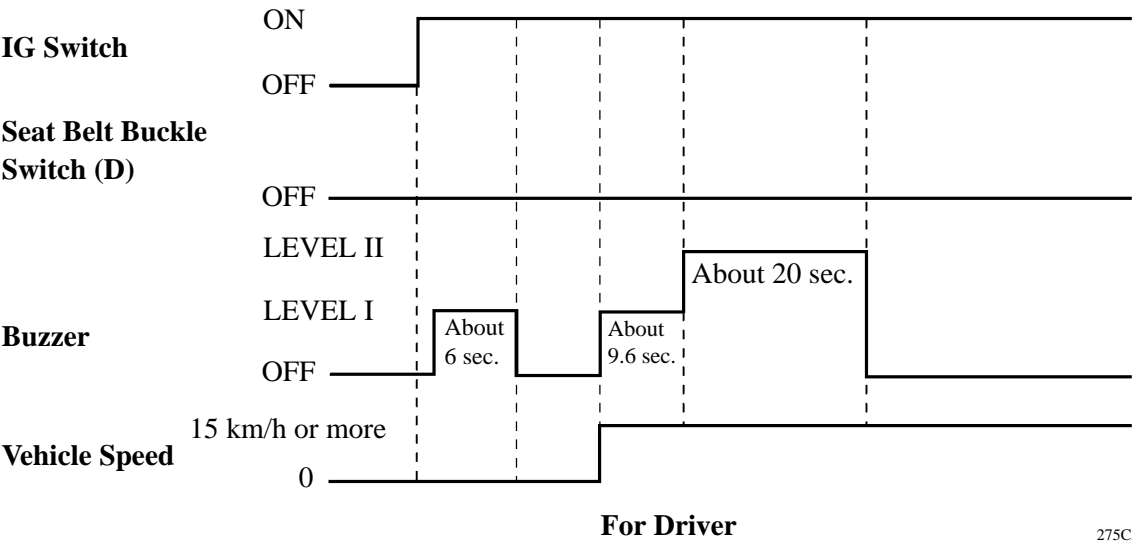 ON
IG Switch
OFF
Seat Belt Buckle
Switch (D)
OFF
LEVEL II
About 20 sec.
LEVEL I
About
6 sec.
About
9.6 sec.
Buzzer
OFF
15 km/h or more
Vehicle Speed
0
For Driver
275C